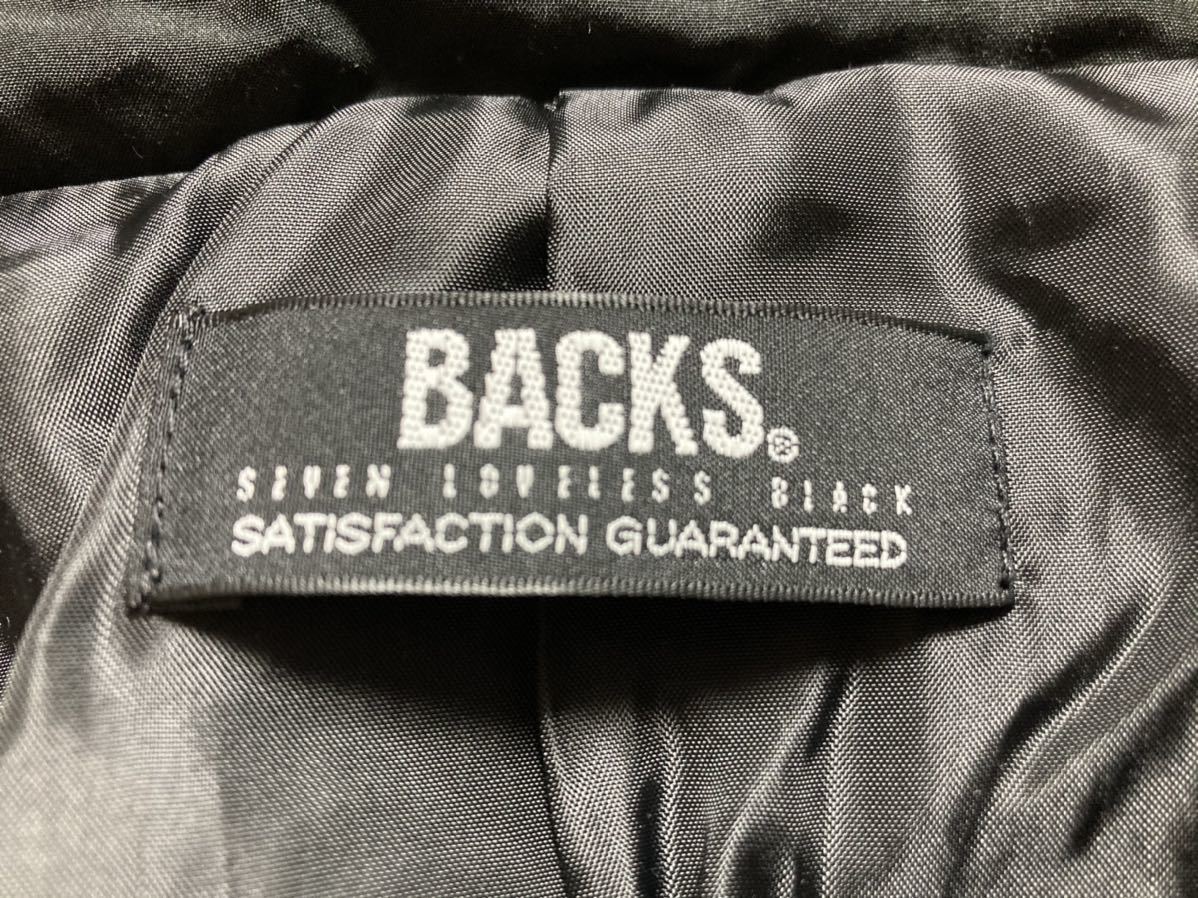 BACKS®
SEVEN LOVELESS BLACK
SATISFACTION GUARANTEED